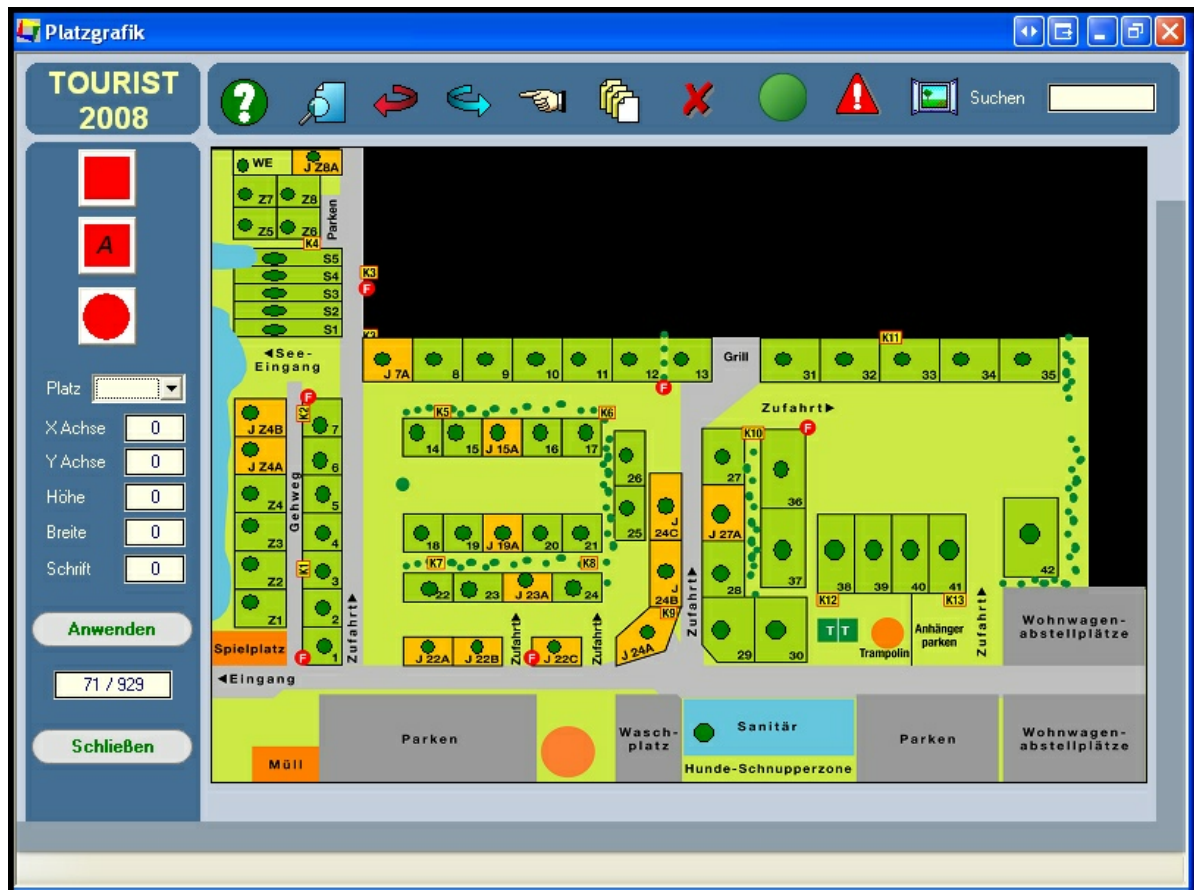 Platzgrafik
TOURIST
2008
?
Suchen
A
Platz
X Achse 0
Y Achse 0
Höhe 0
Breite 0
Schrift 0
Anwenden
71 / 929
Schließen
WE J Z8A
Z7 Z8
Z5 Z6
Parken
K4
S5
S4
S3
S2
S1
K3
F
◄See-
Eingang
J 7A 8 9 10 11 12 13
Grill
K11
31 32 33 34 35
F
F
Zufahrt►
F
K2
J Z4B 7
J Z4A 6
Z4 5
Z3 4
Z2 3
Z1 2
1
K1
Gehweg
Spielplatz
F
Zufahrt►
K5 K6
14 15 J 15A 16 17
26
25
18 19 J 19A 20 21
K7 K8
22 23 J 23A 24
J 22A J 22B J 22C
Zufahrt►
F
Zufahrt►
J
24C
J
24B
K9
J 24A
Zufahrt►
K10
27
J 27A
28
29 30
36
37
38 39 40 41
K12 K13
42
T T
Trampolin
Anhänger
parken
Zufahrt►
Wohnwagen-
abstellplätze
◄Eingang
Müll
Parken
Wasch-
platz
Sanitär
Hunde-Schnupperzone
Parken
Wohnwagen-
abstellplätze